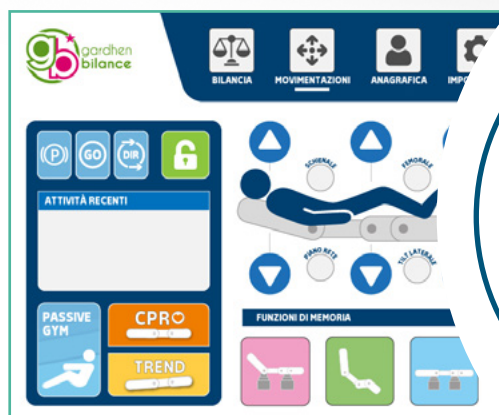 gb gardhen
bilance
BILANCIA MOVIMENTAZIONI ANAGRAFICA
(P) GO DIR
ATTIVITÀ RECENTI
SCHIENALE
FEMORALE
PIANO RETE
TILT LATERALE
PASSIVE
GYM
CPR
TREND
FUNZIONI DI MEMORIA